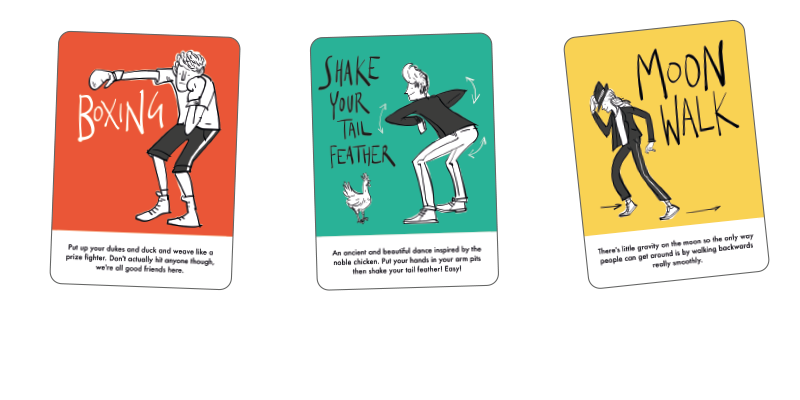 BOXING
Put up your dukes and duck and weave like a
prize fighter. Don't actually hit anyone though,
we're all good friends here.
SHAKE
YOUR
TAIL
FEATHER
An ancient and beautiful dance inspired by the
noble chicken. Put your hands in your arm pits
then shake your tail feather! Easy!
MOON
WALK
There's little gravity on the moon so the only way
people can get around is by walking backwards
really smoothly.